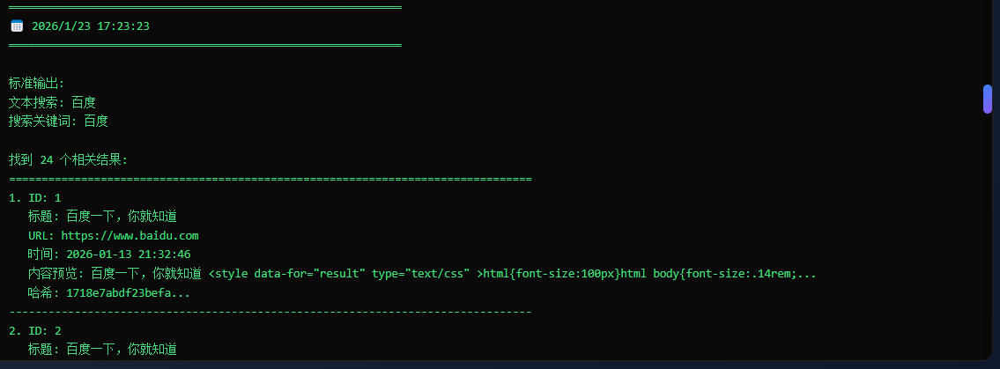 2026/1/23 17:23:23
标准输出:
文本搜索: 百度
搜索关键词: 百度
找到 24 个相关结果:
================================================================================
1. ID: 1
标题: 百度一下，你就知道
URL: https://www.baidu.com
时间: 2026-01-13 21:32:46
内容预览: 百度一下，你就知道 <style data-for="result" type="text/css" >html{font-size:100px}html body{font-size:.14rem;...
哈希: 1718e7abdf23befa...
--------------------------------------------------------------------------------
2. ID: 2
标题: 百度一下，你就知道